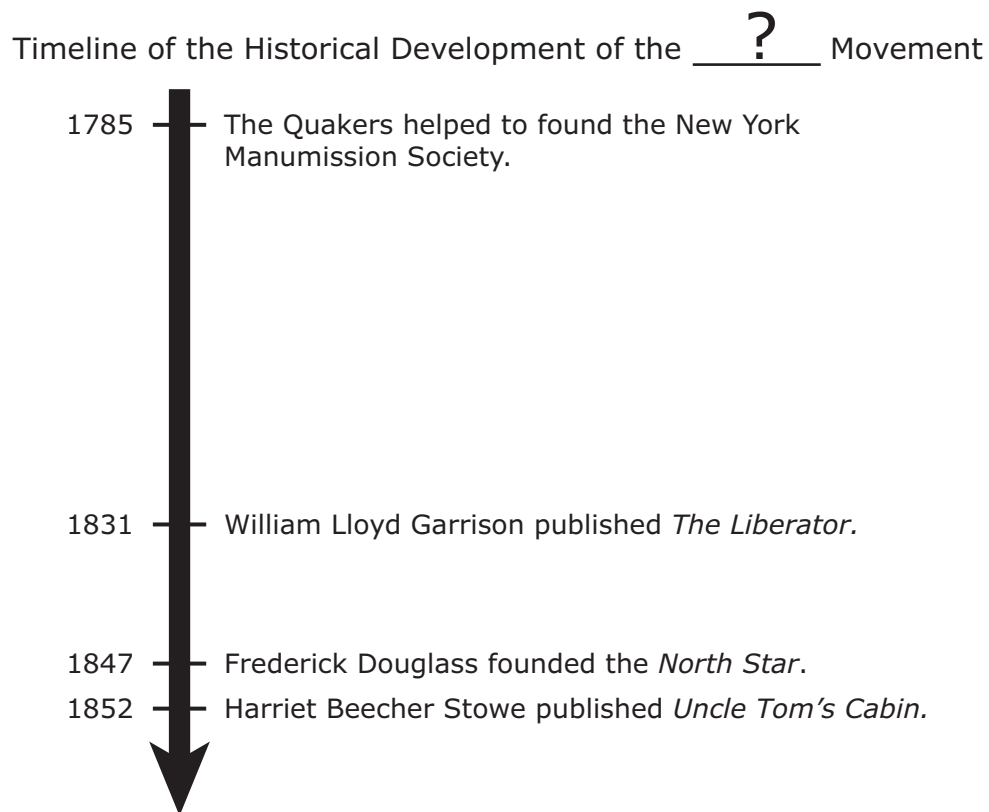 Timeline of the Historical Development of the ? Movement
1785 The Quakers helped to found the New York
Manumission Society.
1831 William Lloyd Garrison published The Liberator.
1847 Frederick Douglass founded the North Star.
1852 Harriet Beecher Stowe published Uncle Tom's Cabin.